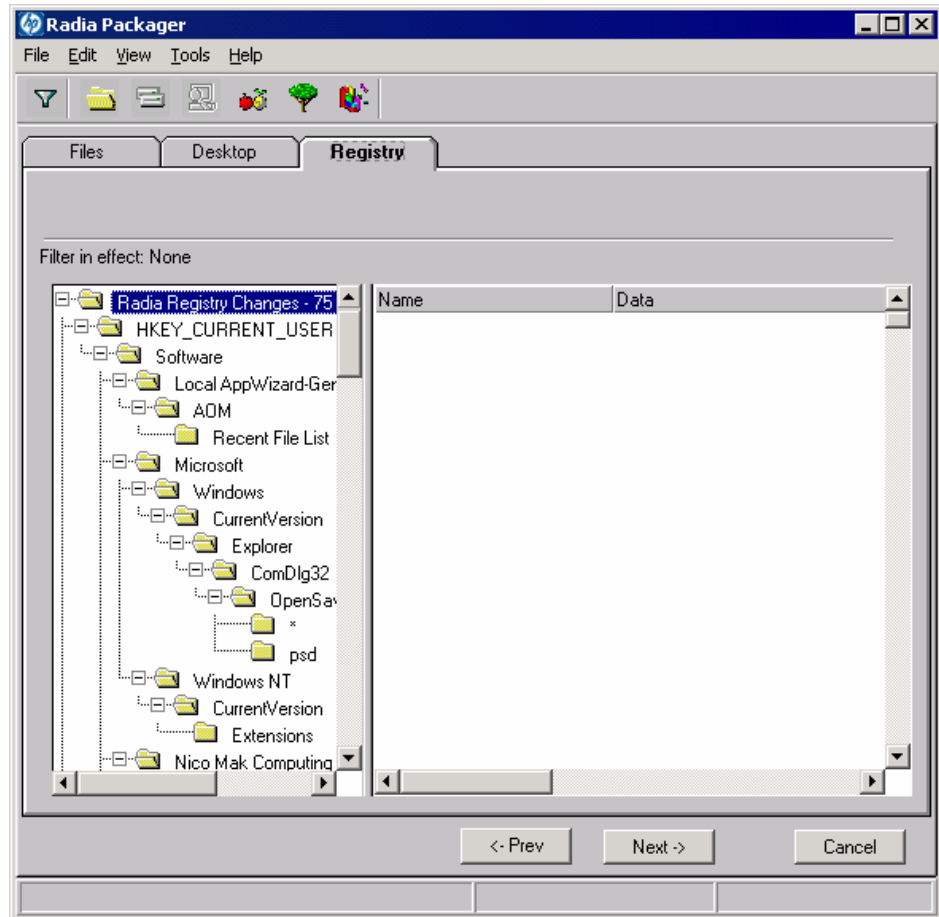 Radia Packager
File Edit View Tools Help
Files Desktop Registry
Filter in effect: None
Radia Registry Changes - 75
Name Data
HKEY_CURRENT_USER
Software
Local AppWizard-Ger
AOM
Recent File List
Microsoft
Windows
CurrentVersion
Explorer
ComDlg32
OpenSav
*
psd
Windows NT
CurrentVersion
Extensions
Nico Mak Computing
<- Prev Next -> Cancel